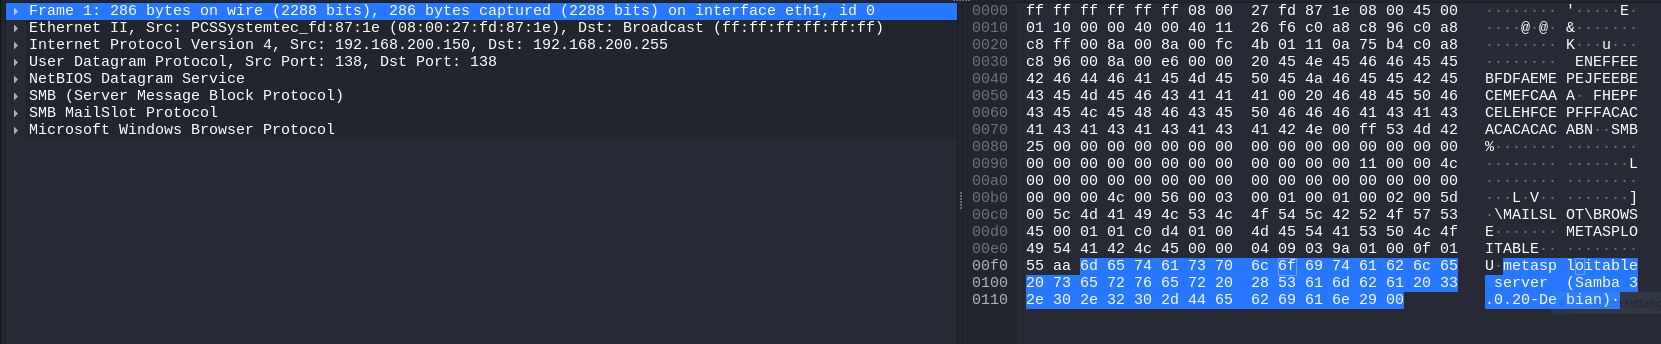 Frame 1: 286 bytes on wire (2288 bits), 286 bytes captured (2288 bits) on interface eth1, id 0
Ethernet II, Src: PCSSystemtec_fd:87:1e (08:00:27:fd:87:1e), Dst: Broadcast (ff:ff:ff:ff:ff:ff)
Internet Protocol Version 4, Src: 192.168.200.150, Dst: 192.168.200.255
User Datagram Protocol, Src Port: 138, Dst Port: 138
NetBIOS Datagram Service
SMB (Server Message Block Protocol)
SMB MailSlot Protocol
Microsoft Windows Browser Protocol
0000 ff ff ff ff ff ff 08 00 27 fd 87 1e 08 00 45 00 ········ '·····E·
0010 01 10 00 00 40 00 40 11 26 f6 c0 a8 c8 96 c0 a8 ····@·@· &·······
0020 c8 ff 00 8a 00 8a 00 fc 4b 01 11 0a 75 b4 c0 a8 ········ K···u···
0030 c8 96 00 8a 00 e6 00 00 20 45 4e 45 46 46 45 45 ········ ENEFFEE
0040 42 46 44 46 41 45 4d 45 50 45 4a 46 45 45 42 45 BFDFAEME PEJFEEBE
0050 43 45 4d 45 46 43 41 41 41 00 20 46 48 45 50 46 CEMEFCAA A· FHEPF
0060 43 45 4c 45 48 46 43 45 50 46 46 46 41 43 41 43 CELEHFCE PFFFACAC
0070 41 43 41 43 41 43 41 43 41 42 4e 00 ff 53 4d 42 ACACACAC ABN··SMB
0080 25 00 00 00 00 00 00 00 00 00 00 00 00 00 00 00 %······· ········
0090 00 00 00 00 00 00 00 00 00 00 00 00 11 00 00 4c ········ ·······L
00a0 00 00 00 00 00 00 00 00 00 00 00 00 00 00 00 00 ········ ········
00b0 00 00 00 4c 00 56 00 03 00 01 00 01 00 02 00 5d ···L·V·· ·······]
00c0 00 5c 4d 41 49 4c 53 4c 4f 54 5c 42 52 4f 57 53 ·\MAILSL OT\BROWS
00d0 45 00 01 01 c0 d4 01 00 4d 45 54 41 53 50 4c 4f E······· METASPLO
00e0 49 54 41 42 4c 45 00 00 04 09 03 9a 01 00 0f 01 ITABLE·· ········
00f0 55 aa 6d 65 74 61 73 70 6c 6f 69 74 61 62 6c 65 U·metasp loitable
0100 20 73 65 72 76 65 72 20 28 53 61 6d 62 61 20 33 server (Samba 3
0110 2e 30 2e 32 30 2d 44 65 62 69 61 6e 29 00 .0.20-De bian)·